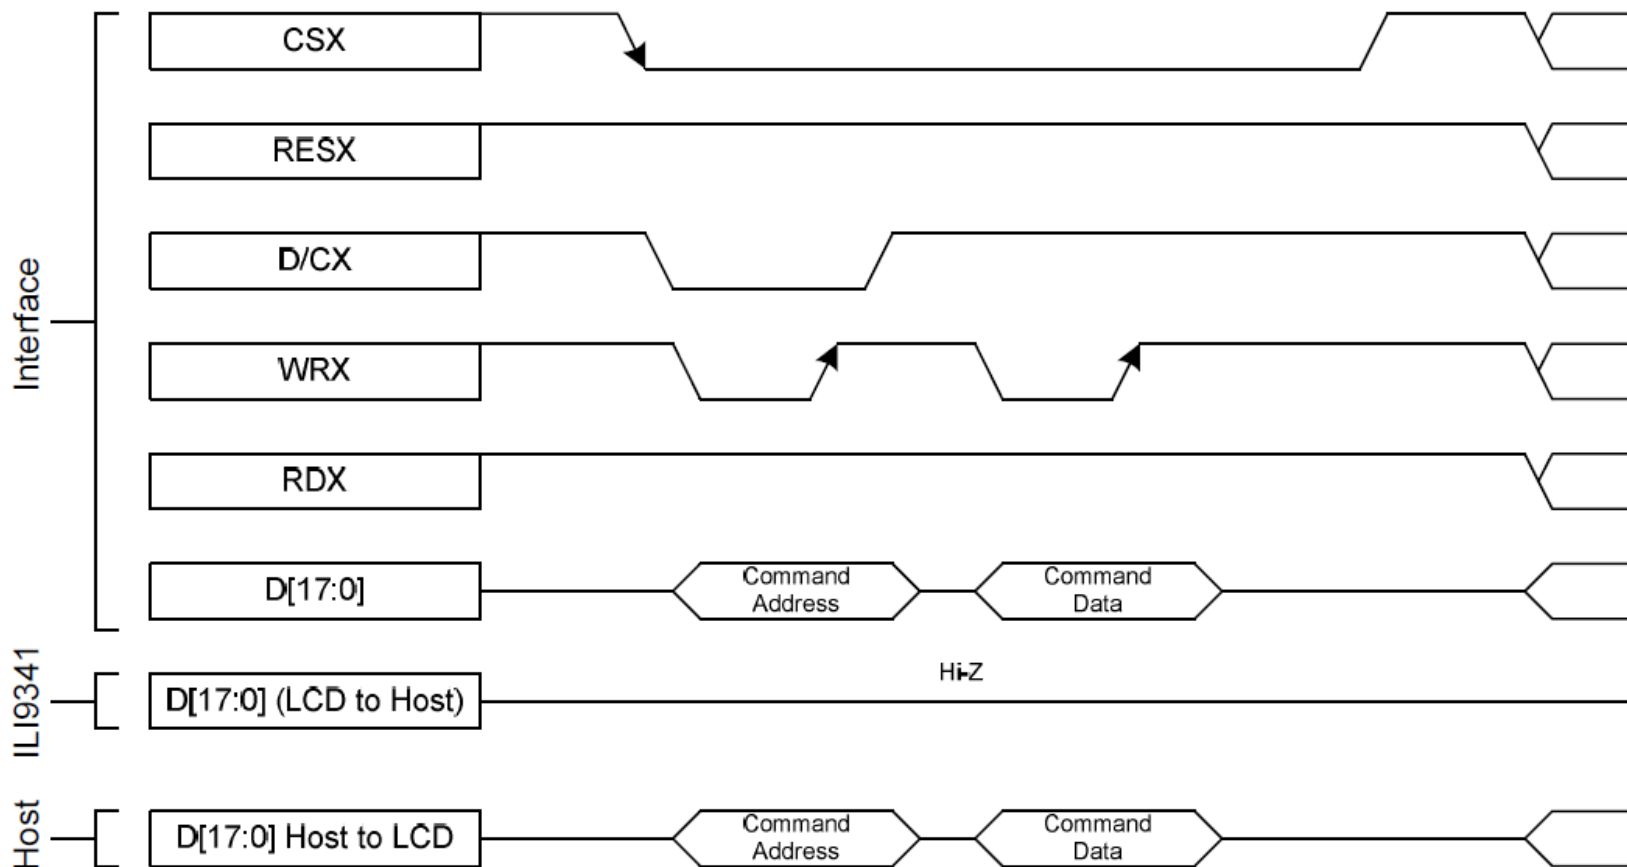 Interface
CSX
RESX
D/CX
WRX
RDX
D[17:0]
Command
Address
Command
Data
ILI9341
D[17:0] (LCD to Host)
Hi-Z
Host
D[17:0] Host to LCD
Command
Address
Command
Data